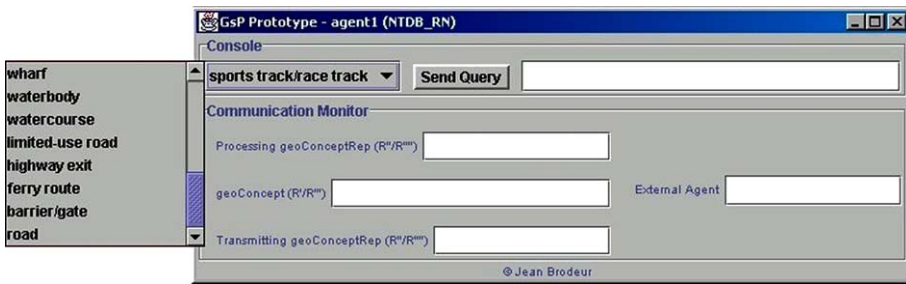 GsP Prototype - agent1 (NTDB_RN)
Console
sports track/race track Send Query
wharf
waterbody
watercourse
limited-use road
highway exit
ferry route
barrier/gate
road
Communication Monitor
Processing geoConceptRep (R"/R"")
geoConcept (R'/R"')
External Agent
Transmitting geoConceptRep (R"/R"")
© Jean Brodeur